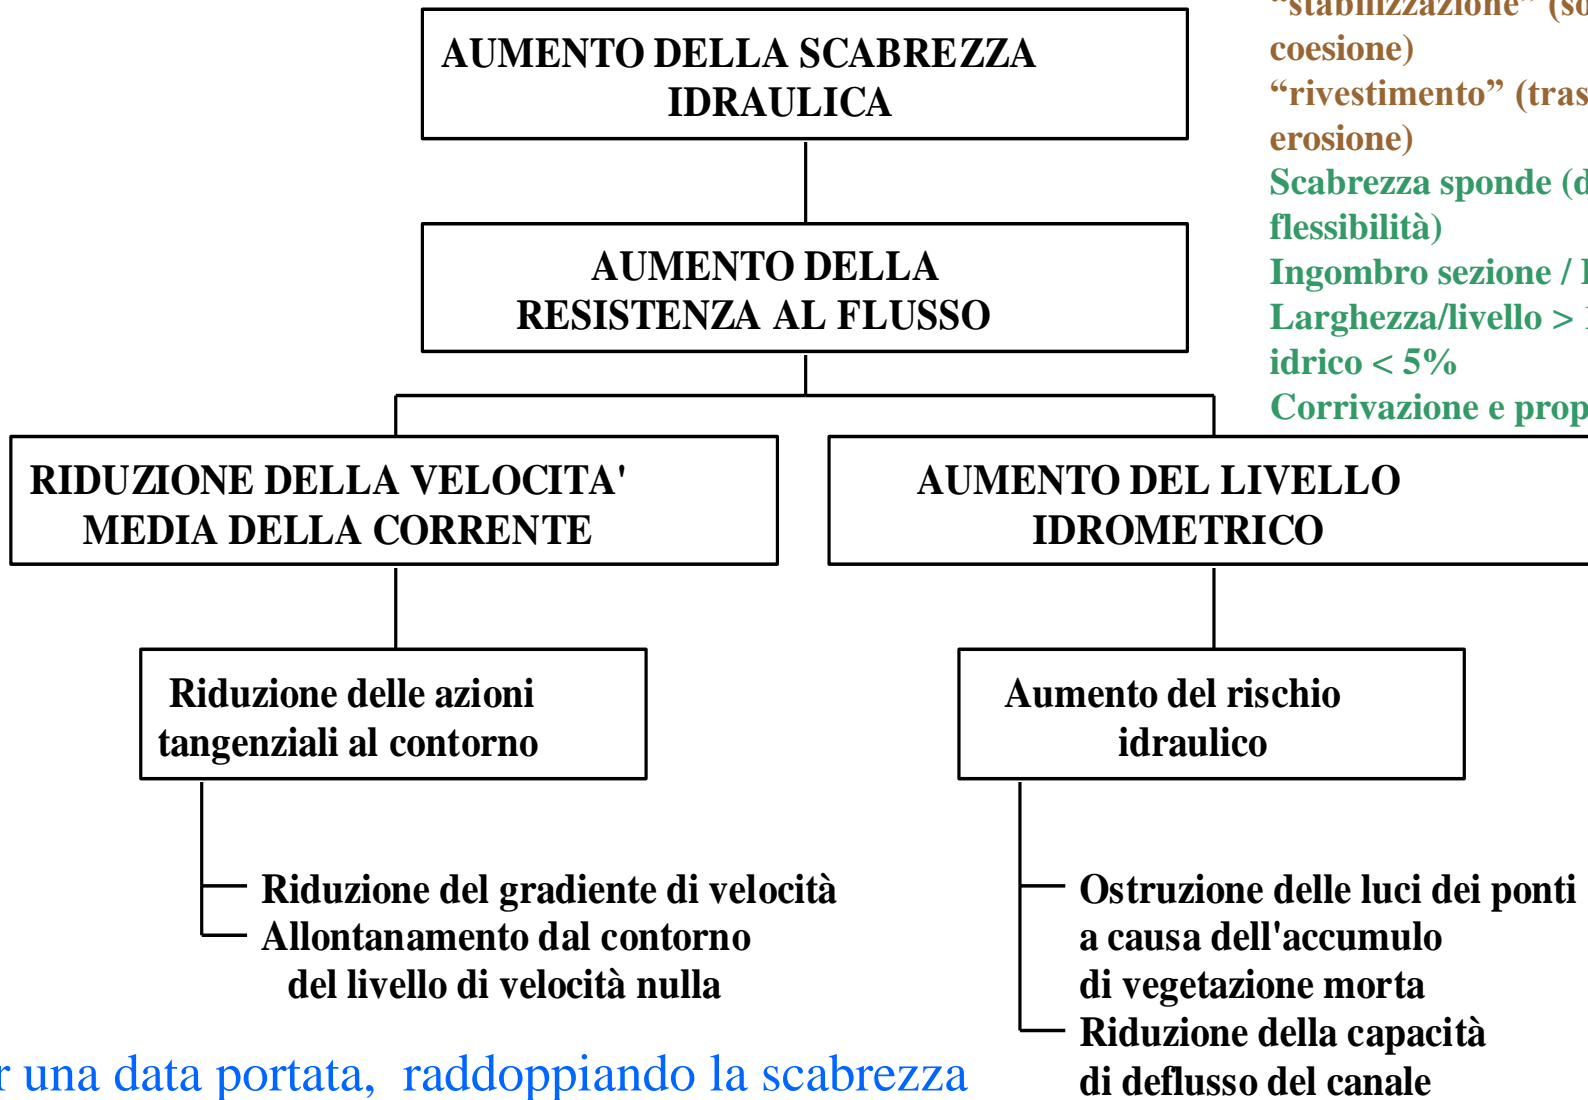 AUMENTO DELLA SCABREZZA
IDRAULICA
AUMENTO DELLA
RESISTENZA AL FLUSSO
RIDUZIONE DELLA VELOCITA'
MEDIA DELLA CORRENTE
AUMENTO DEL LIVELLO
IDROMETRICO
Riduzione delle azioni
tangenziali al contorno
Riduzione del gradiente di velocità
Allontanamento dal contorno
del livello di velocità nulla
Aumento del rischio
idraulico
Ostruzione delle luci dei ponti
a causa dell'accumulo
di vegetazione morta
Riduzione della capacità
di deflusso del canale
“stabilizzazione”
coesione)
“rivestimento”
erosione)
Scabrezza sponde
flessibilità)
Ingombro sezione /
Larghezza/livello >
idrico < 5%
Corrivazione e
una data portata, raddoppiando la scabrezza